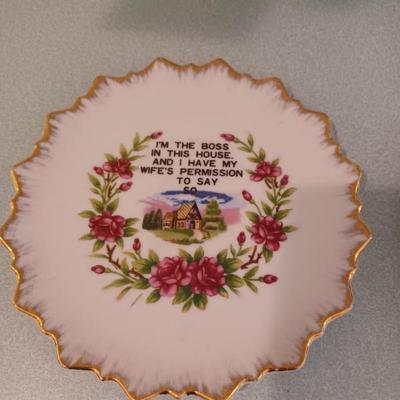 I'M THE BOSS
IN THIS HOUSE.
AND I HAVE MY
WIFE'S PERMISSION
TO SAY
SO